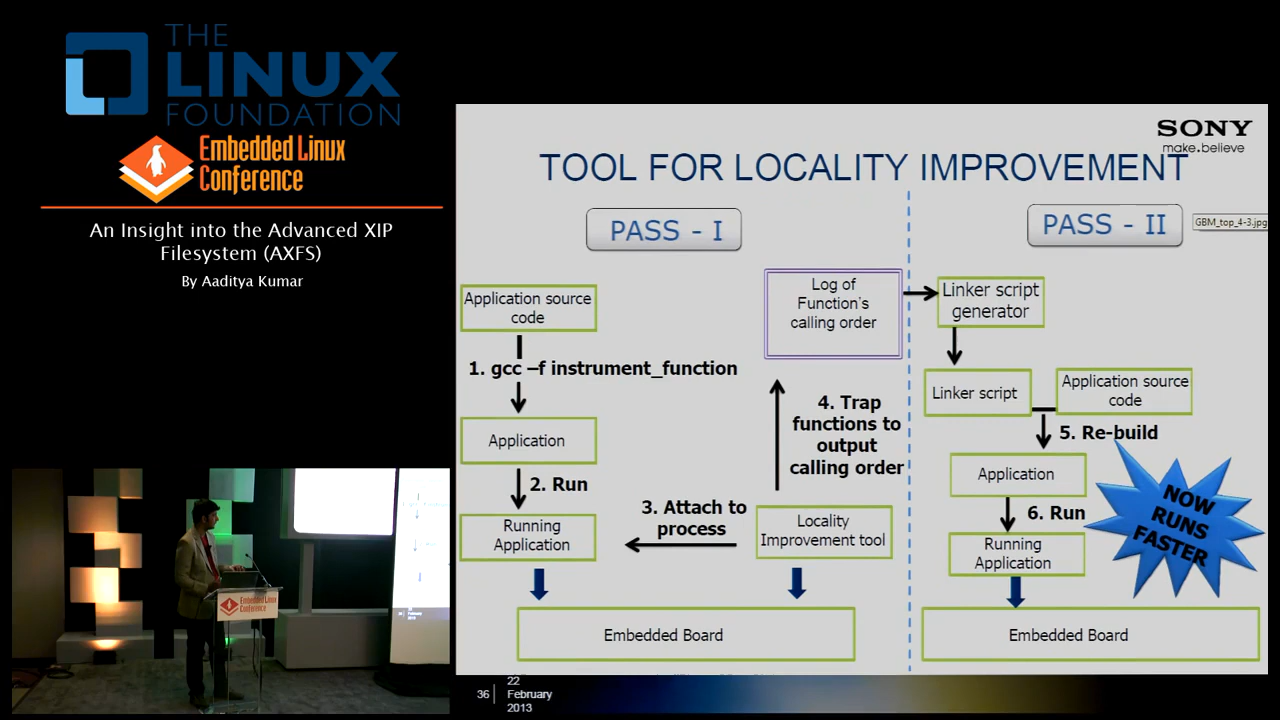 THE
LINUX
FOUNDATION
Embedded Linux
Conference
An Insight into the Advanced XIP
Filesystem (AXFS)
By Aaditya Kumar
SONY
make.believe
TOOL FOR LOCALITY IMPROVEMENT
PASS - I
Application source
code
1. gcc –f instrument_function
Application
2. Run
Running
Application
3. Attach to
process
Locality
Improvement tool
4. Trap
functions to
output
calling order
Log of
Function's
calling order
Embedded Board
PASS - II
GBM_top_4-3.jpg
Linker script
generator
Linker script
Application source
code
5. Re-build
Application
6. Run
Running
Application
NOW
RUNS
FASTER
Embedded Board
36
22
February
2013
Embedded Linux
Conference